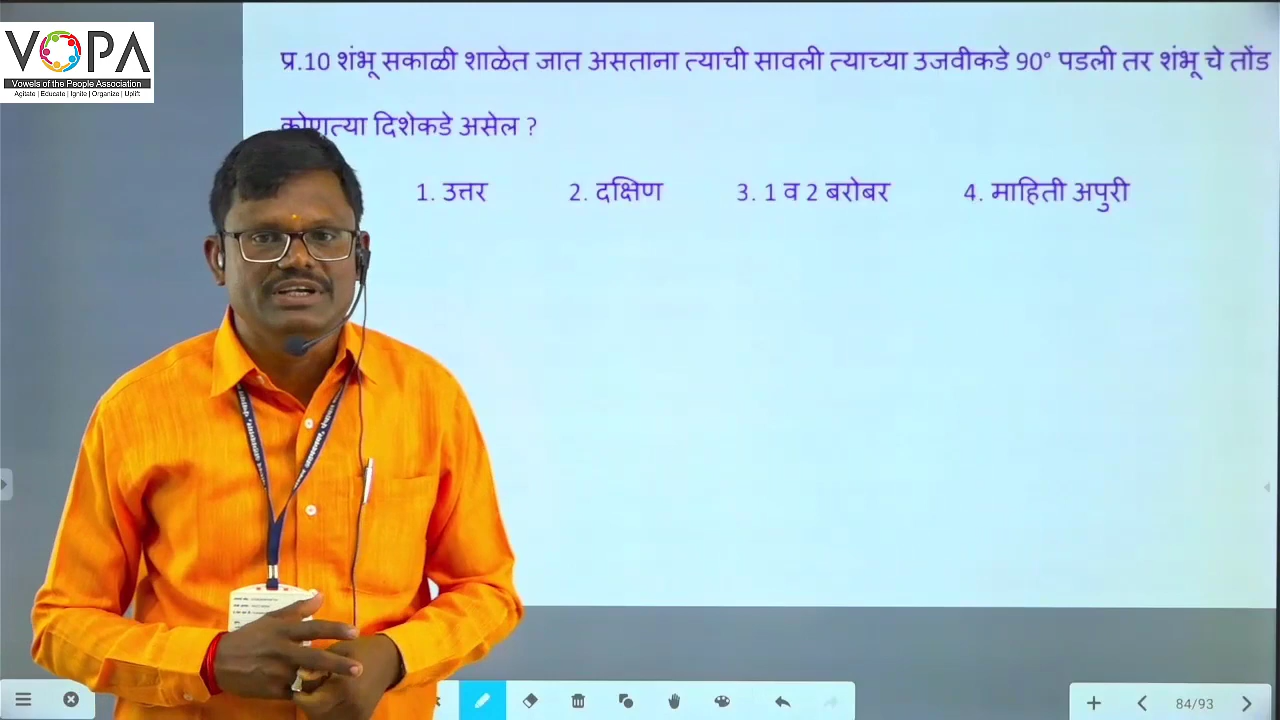 VOPA
Vowels of the People Association
Agitate | Educate | Ignite | Organize | Uplift
प्र.10 शंभू सकाळी शाळेत जात असताना त्याची सावली त्याच्या उजवीकडे 90° पडली तर शंभू चे तोंड
कोणत्या दिशेकडे असेल ?
1. उत्तर 2. दक्षिण 3. 1 व 2 बरोबर 4. माहिती अपुरी
84/93